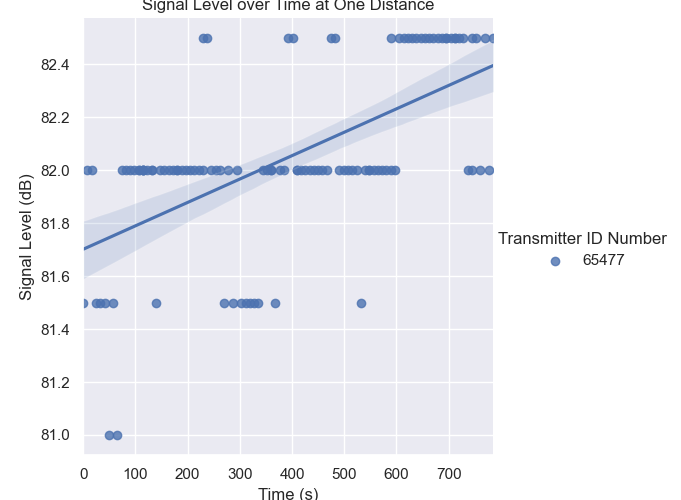 Signal Level over Time at One Distance
Signal Level (dB)
82.4
82.2
82.0
81.8
81.6
81.4
81.2
81.0
0 100 200 300 400 500 600 700
Time (s)
Transmitter ID Number
65477